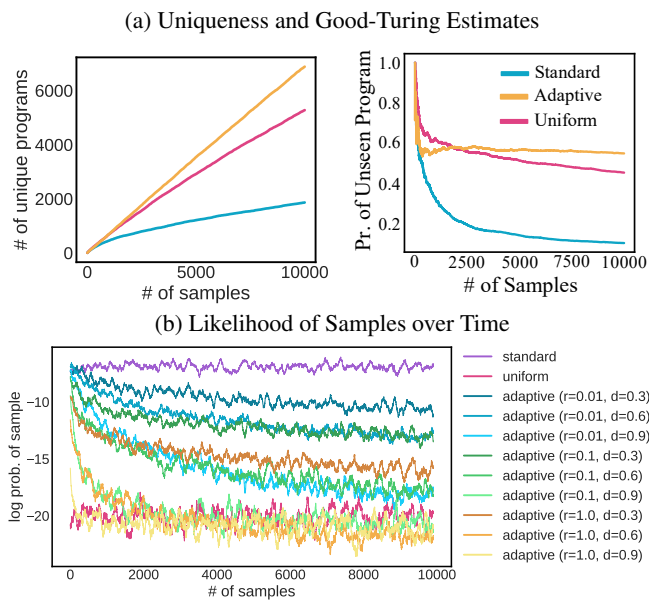 (a) Uniqueness and Good-Turing Estimates
# of unique programs
6000
4000
2000
0
0
5000
10000
# of samples
Pr. of Unseen Program
1.0
0.8
0.6
0.4
0.2
Standard
Adaptive
Uniform
0
2500
5000
7500
10000
# of Samples
(b) Likelihood of Samples over Time
log prob. of sample
−10
−15
−20
0
2000
4000
6000
8000
10000
# of samples
standard
uniform
adaptive (r=0.01, d=0.3)
adaptive (r=0.01, d=0.6)
adaptive (r=0.01, d=0.9)
adaptive (r=0.1, d=0.3)
adaptive (r=0.1, d=0.6)
adaptive (r=0.1, d=0.9)
adaptive (r=1.0, d=0.3)
adaptive (r=1.0, d=0.6)
adaptive (r=1.0, d=0.9)